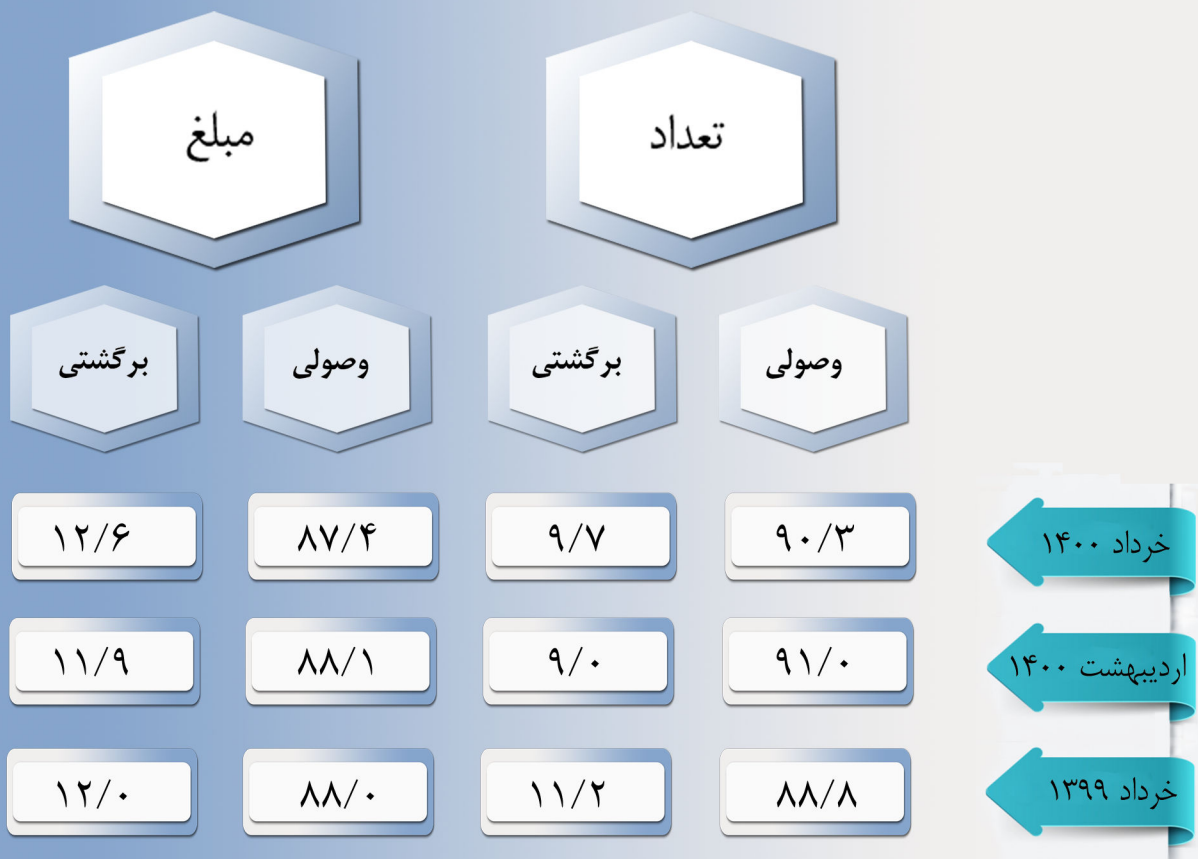 تعداد مبلغ
وصولی برگشتی وصولی برگشتی
خرداد ۱۴۰۰ ۹۰/۳ ۹/۷ ۸۷/۴ ۱۲/۶
اردیبهشت ۱۴۰۰ ۹۱/۰ ۹/۰ ۸۸/۱ ۱۱/۹
خرداد ۱۳۹۹ ۸۸/۸ ۱۱/۲ ۸۸/۰ ۱۲/۰